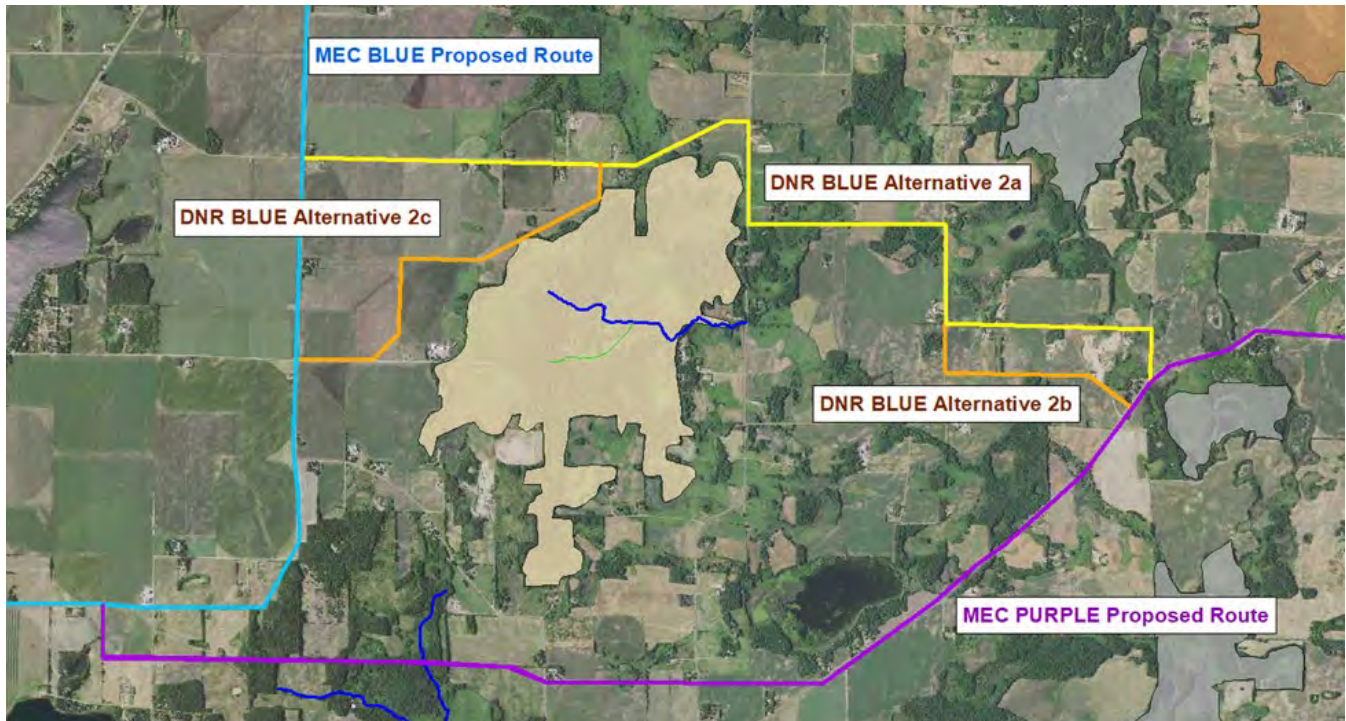 MEC BLUE Proposed Route
DNR BLUE Alternative 2a
DNR BLUE Alternative 2c
DNR BLUE Alternative 2b
MEC PURPLE Proposed Route